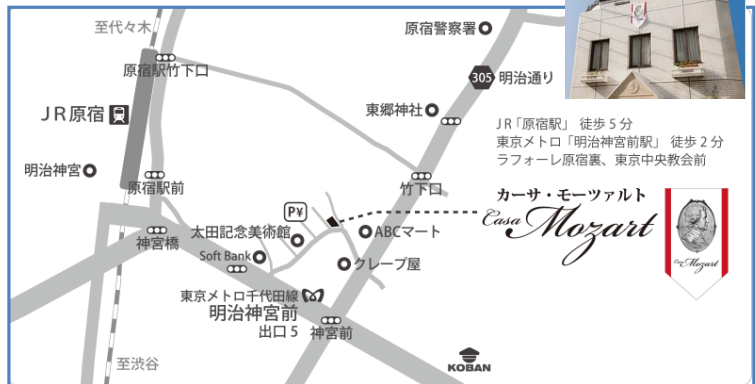 至代々木
原宿警察署
原宿駅竹下口
305 明治通り
JR原宿
東郷神社
JR「原宿駅」 徒歩5分
東京メトロ「明治神宮前駅」 徒歩2分
ラフォーレ原宿裏、東京中央教会前
明治神宮
原宿駅前
竹下口
カーサ・モーツァルト
Casa Mozart
P¥
太田記念美術館
ABCマート
神宮橋
Soft Bank
クレープ屋
Casa Mozart
東京メトロ千代田線
明治神宮前
出口5
神宮前
至渋谷
KOBAN